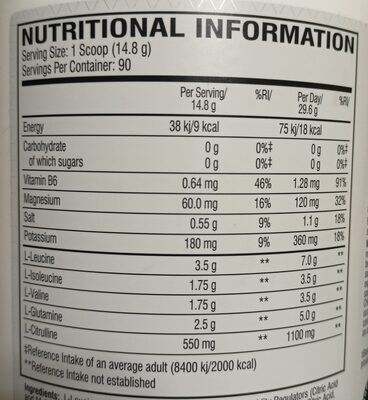 NUTRITIONAL INFORMATION
Serving Size: 1 Scoop (14.8 g)
Servings Per Container: 90
Per Serving/ 14.8 g %RI/ Per Day/ 29.6 g %RI/
Energy 38 kj/9 kcal 75 kj/18 kcal
Carbohydrate 0 g 0%‡ 0 g 0%‡
of which sugars 0 g 0%‡ 0 g 0%‡
Vitamin B6 0.64 mg 46% 1.28 mg 91%
Magnesium 60.0 mg 16% 120 mg 32%
Salt 0.55 g 9% 1.1 g 18%
Potassium 180 mg 9% 360 mg 18%
L-Leucine 3.5 g ** 7.0 g **
L-Isoleucine 1.75 g ** 3.5 g **
L-Valine 1.75 g ** 3.5 g **
L-Glutamine 2.5 g ** 5.0 g **
L-Citrulline 550 mg ** 1100 mg **
‡Reference Intake of an average adult (8400 kj/2000 kcal)
**Reference Intake not established
Ingredients: Regulators (Citric Acid